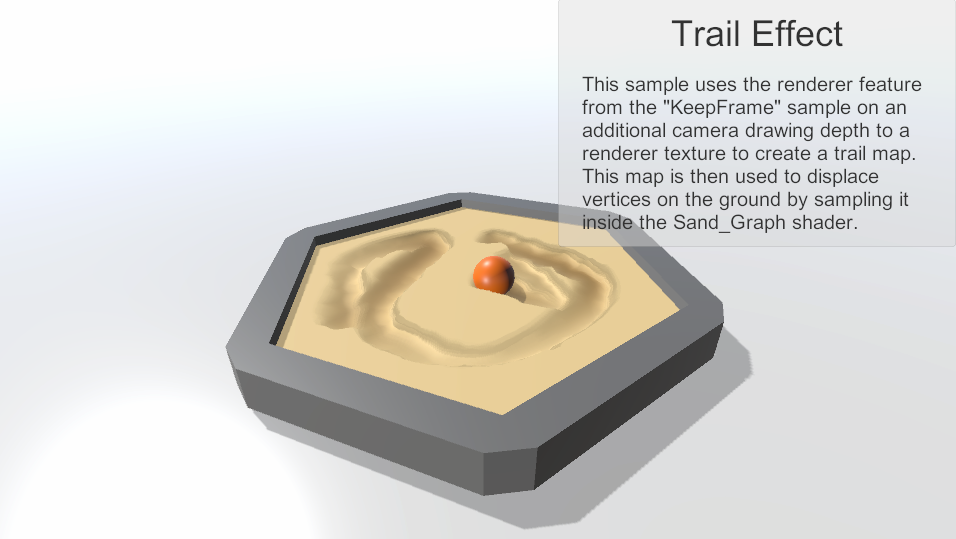 Trail Effect
This sample uses the renderer feature
from the "KeepFrame" sample on an
additional camera drawing depth to a
renderer texture to create a trail map.
This map is then used to displace
vertices on the ground by sampling it
inside the Sand_Graph shader.